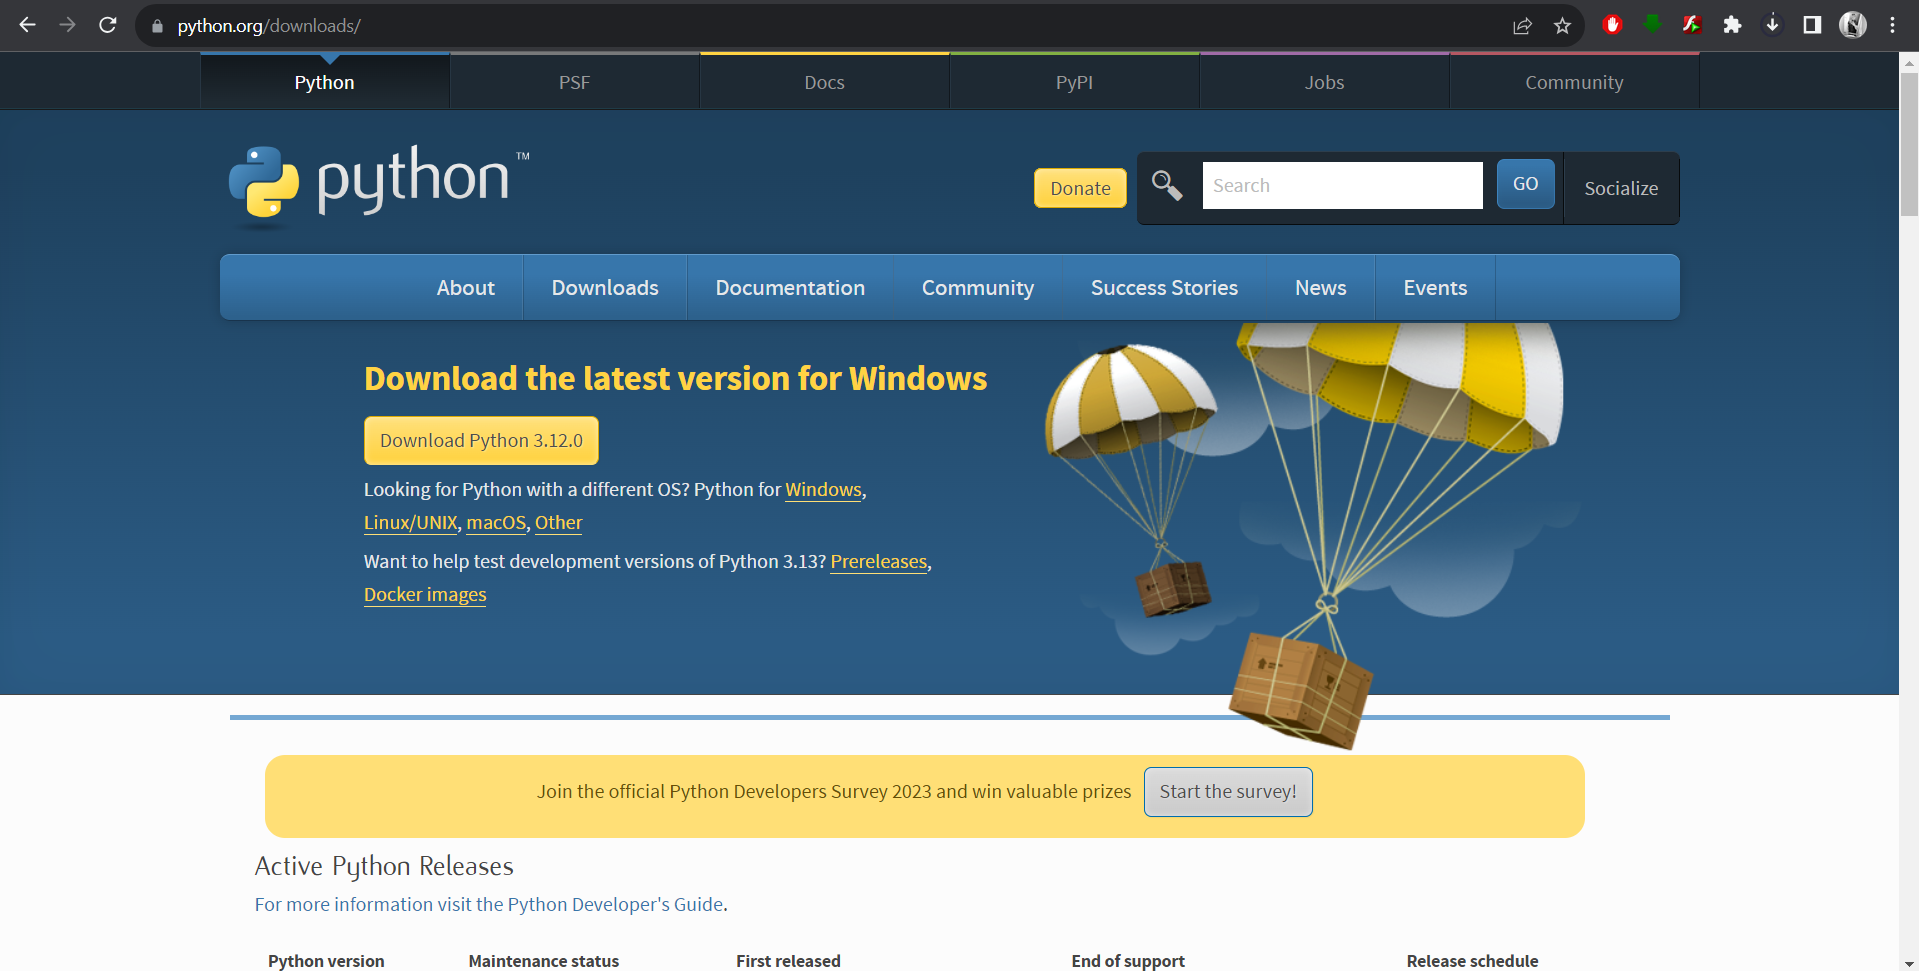 python.org/downloads/
Python
PSF
Docs
PyPI
Jobs
Community
python™
Donate
Search
GO
Socialize
About
Downloads
Documentation
Community
Success Stories
News
Events
Download the latest version for Windows
Download Python 3.12.0
Looking for Python with a different OS? Python for Windows,
Linux/UNIX, macOS, Other
Want to help test development versions of Python 3.13? Prereleases,
Docker images
Join the official Python Developers Survey 2023 and win valuable prizes
Start the survey!
Active Python Releases
For more information visit the Python Developer's Guide.
Python version
Maintenance status
First released
End of support
Release schedule